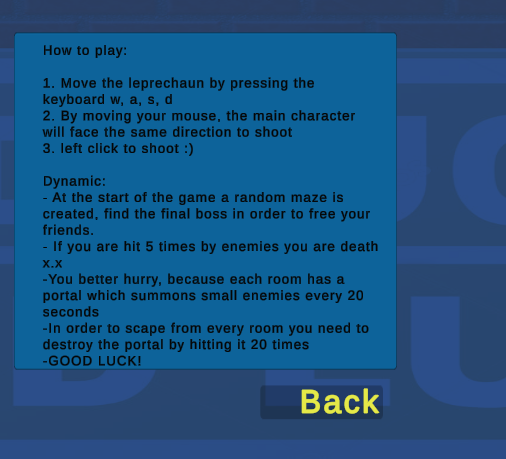 How to play:
1. Move the leprechaun by pressing the
keyboard w, a, s, d
2. By moving your mouse, the main character
will face the same direction to shoot
3. left click to shoot :)
Dynamic:
- At the start of the game a random maze is
created, find the final boss in order to free your
friends.
- If you are hit 5 times by enemies you are death
x.x
-You better hurry, because each room has a
portal which summons small enemies every 20
seconds
-In order to scape from every room you need to
destroy the portal by hitting it 20 times
-GOOD LUCK!
Back